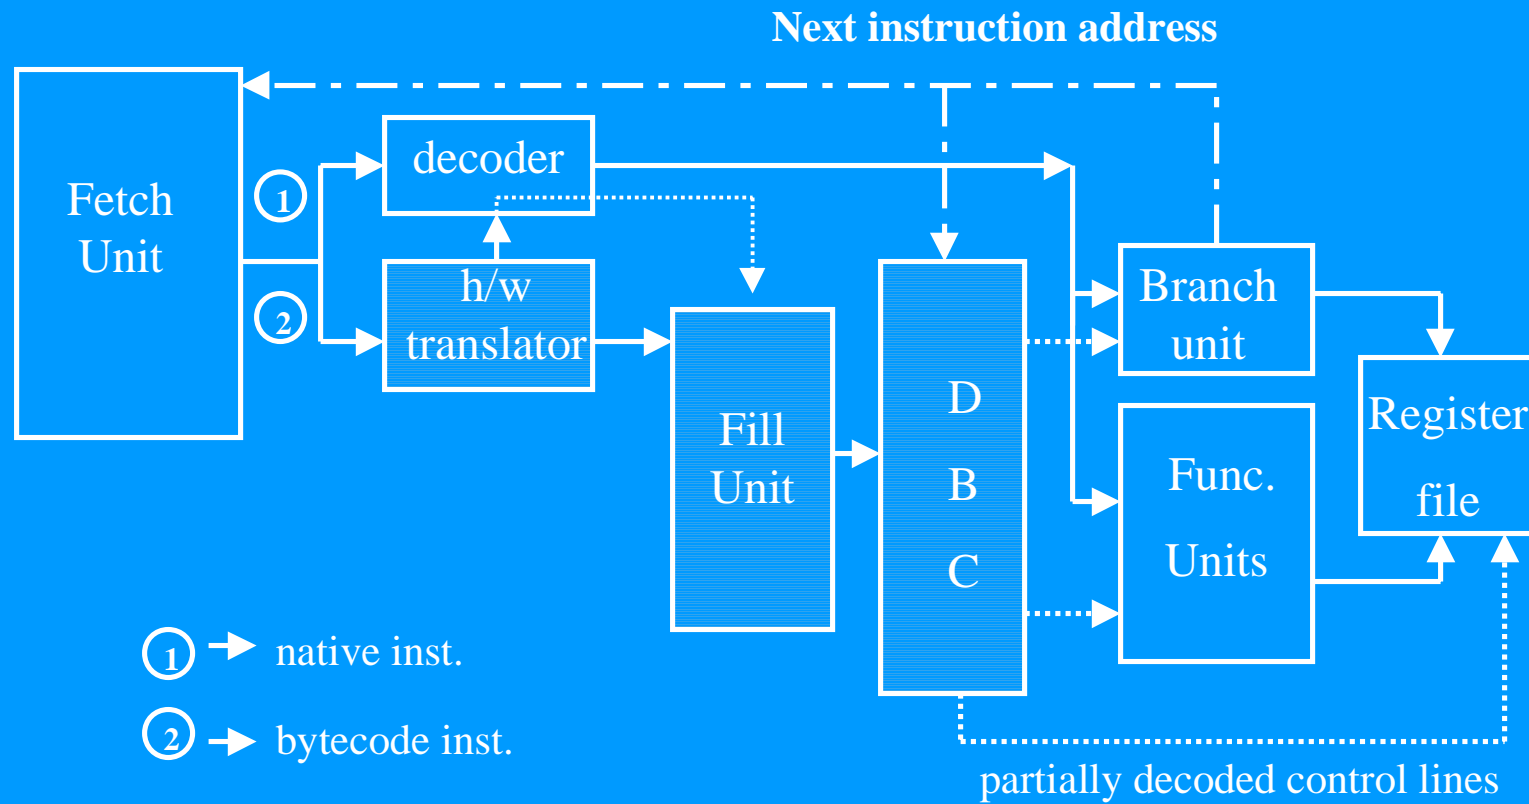 Next instruction address
Fetch
Unit
1
2
decoder
h/w
translator
Fill
Unit
D
B
C
Branch
unit
Func.
Units
Register
file
1 native inst.
2 bytecode inst.
partially decoded control lines